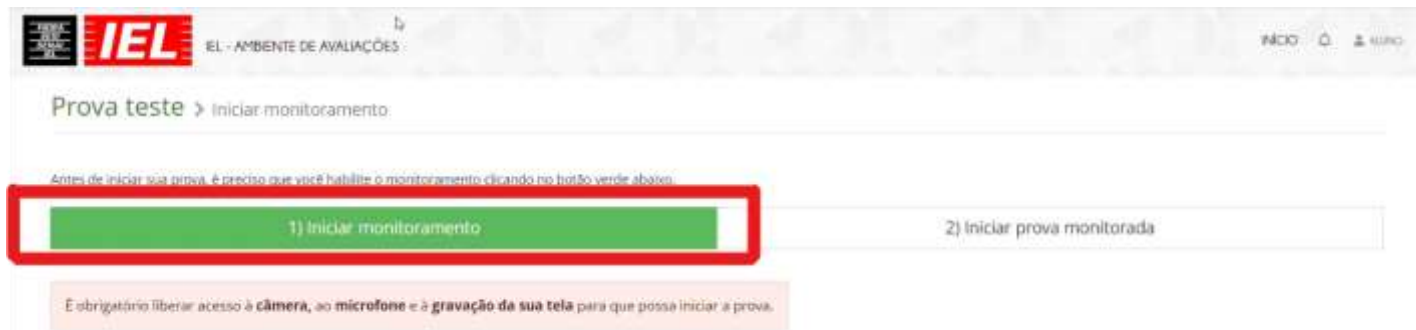 IEL
IEL - AMBIENTE DE AVALIAÇÕES
INÍCIO
ALUNO
Prova teste > Iniciar monitoramento
Antes de iniciar sua prova, é preciso que você habilite o monitoramento clicando no botão verde abaixo.
1) Iniciar monitoramento
2) Iniciar prova monitorada
É obrigatório liberar acesso à câmera, ao microfone e à gravação da sua tela para que possa iniciar a prova.